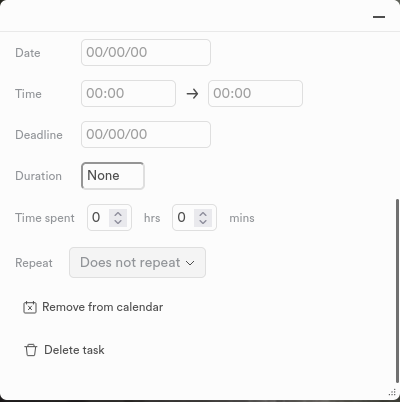 Date 00/00/00
Time 00:00 → 00:00
Deadline 00/00/00
Duration None
Time spent 0 hrs 0 mins
Repeat Does not repeat
Remove from calendar
Delete task